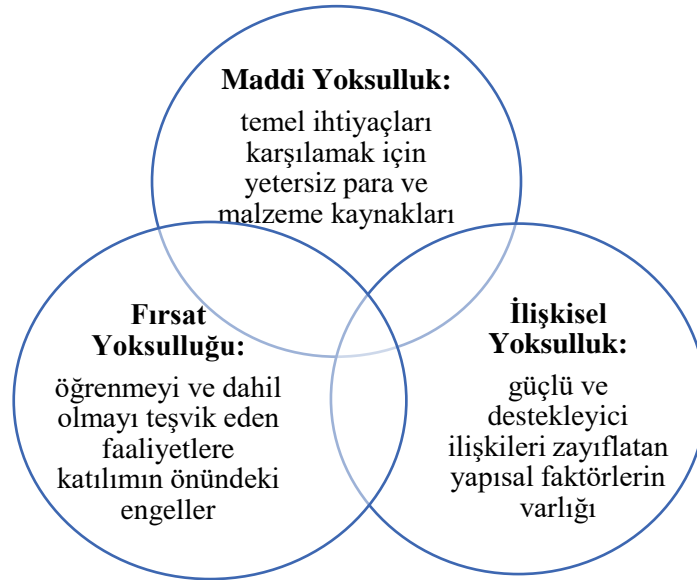 Maddi Yoksulluk:
temel ihtiyaçları
karşılamak için
yetersiz para ve
malzeme kaynakları
Fırsat
Yoksulluğu:
öğrenmeyi ve dahil
olmayı teşvik eden
faaliyetlere
katılımın önündeki
engeller
İlişkisel
Yoksulluk:
güçlü ve
destekleyici
ilişkileri zayıflatan
yapısal faktörlerin
varlığı